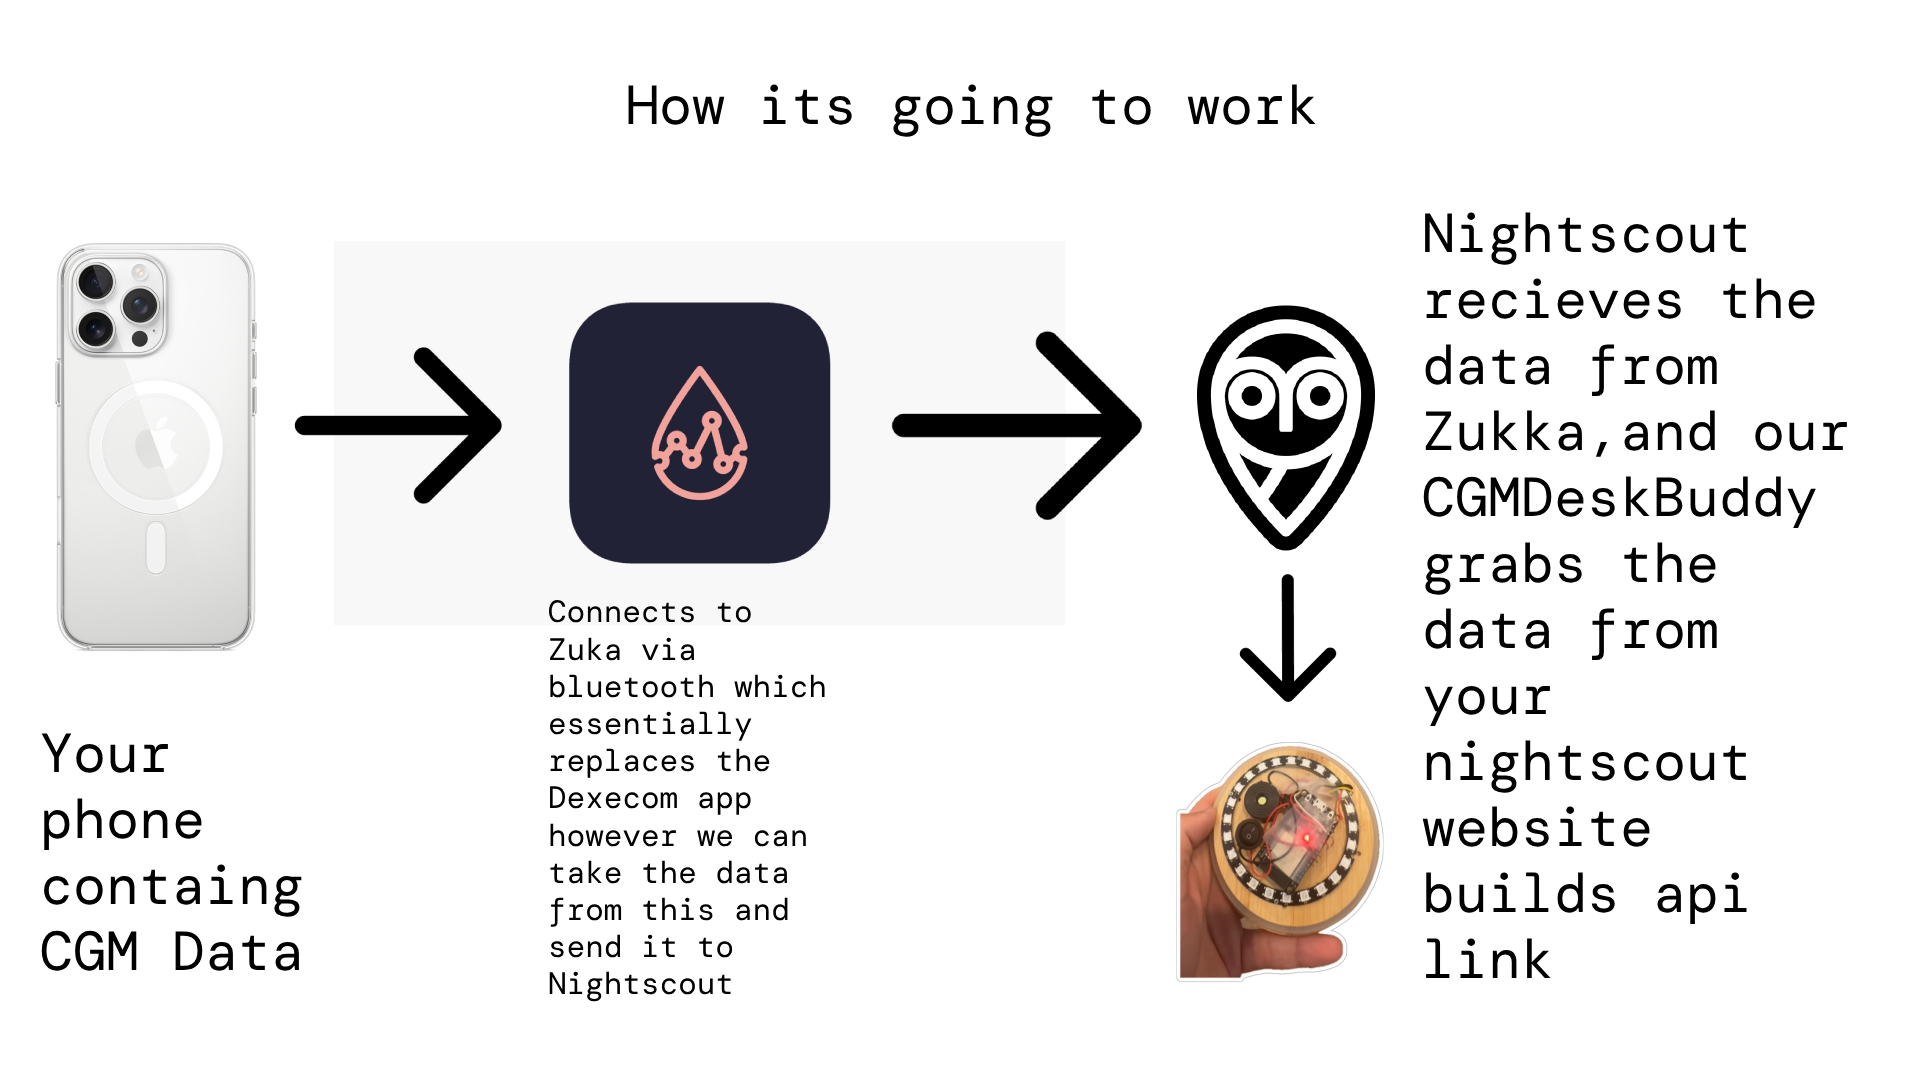 How its going to work
Your
phone
containg
CGM Data
Connects to
Zuka via
bluetooth which
essentially
replaces the
Dexecom app
however we can
take the data
from this and
send it to
Nightscout
Nightscout
recieves the
data from
Zukka,and our
CGMDeskBuddy
grabs the
data from
your
nightscout
website
builds api
link